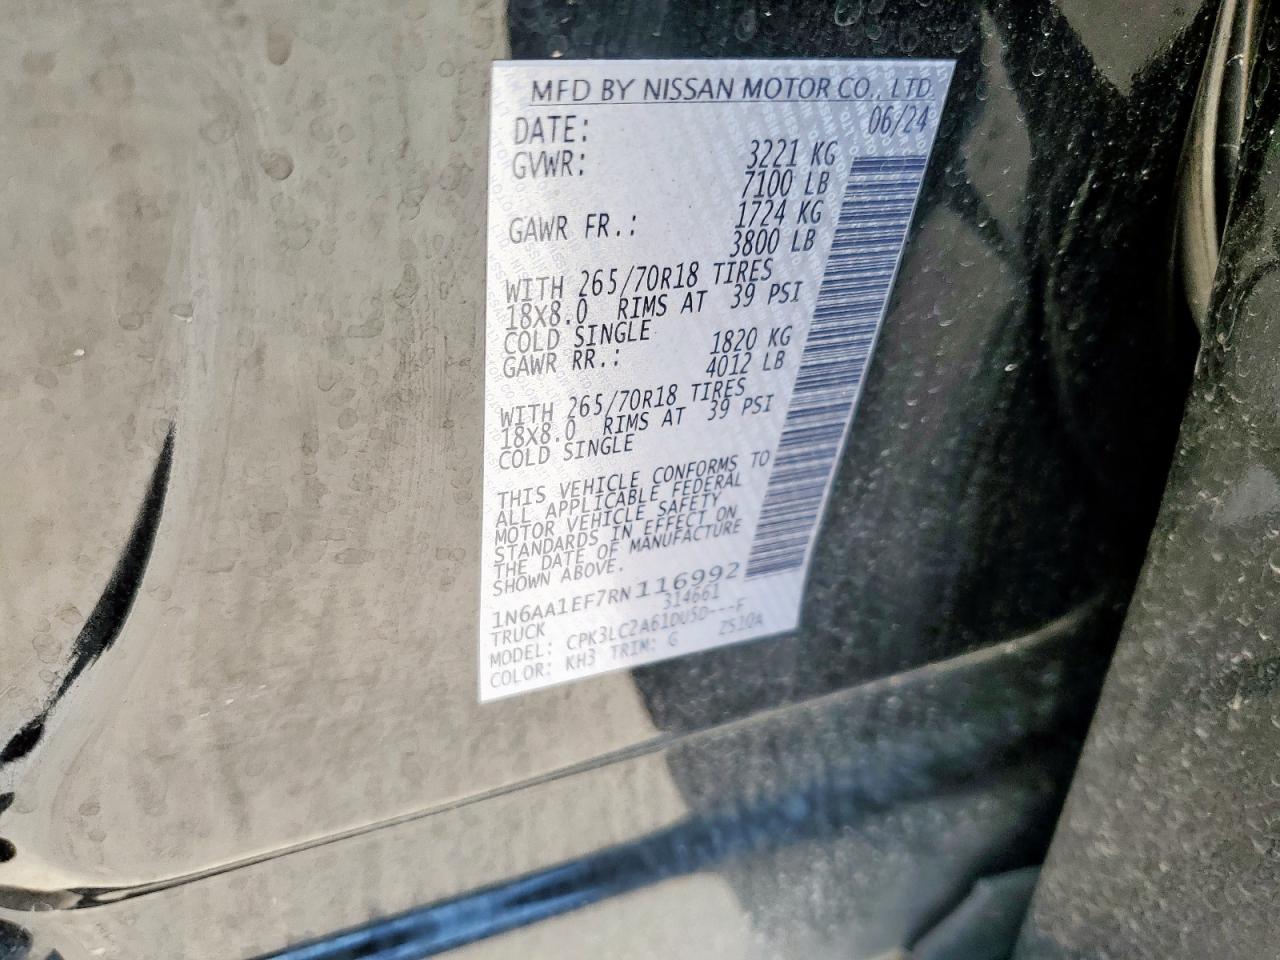 MFD BY NISSAN MOTOR CO., LTD.
DATE: 06/24
GVWR: 3221 KG
7100 LB
GAWR FR.: 1724 KG
3800 LB
WITH 265/70R18 TIRES
18X8.0 RIMS AT 39 PSI
COLD SINGLE
GAWR RR.: 1820 KG
4012 LB
WITH 265/70R18 TIRES
18X8.0 RIMS AT 39 PSI
COLD SINGLE
THIS VEHICLE CONFORMS TO
ALL APPLICABLE FEDERAL
MOTOR VEHICLE SAFETY
STANDARDS IN EFFECT ON
THE DATE OF MANUFACTURE
SHOWN ABOVE.
1N6AA1EF7RN116992
TRUCK 314661
MODEL: CPK3LC2A61DU5D---F
COLOR: KH3 TRIM: G ZS10A